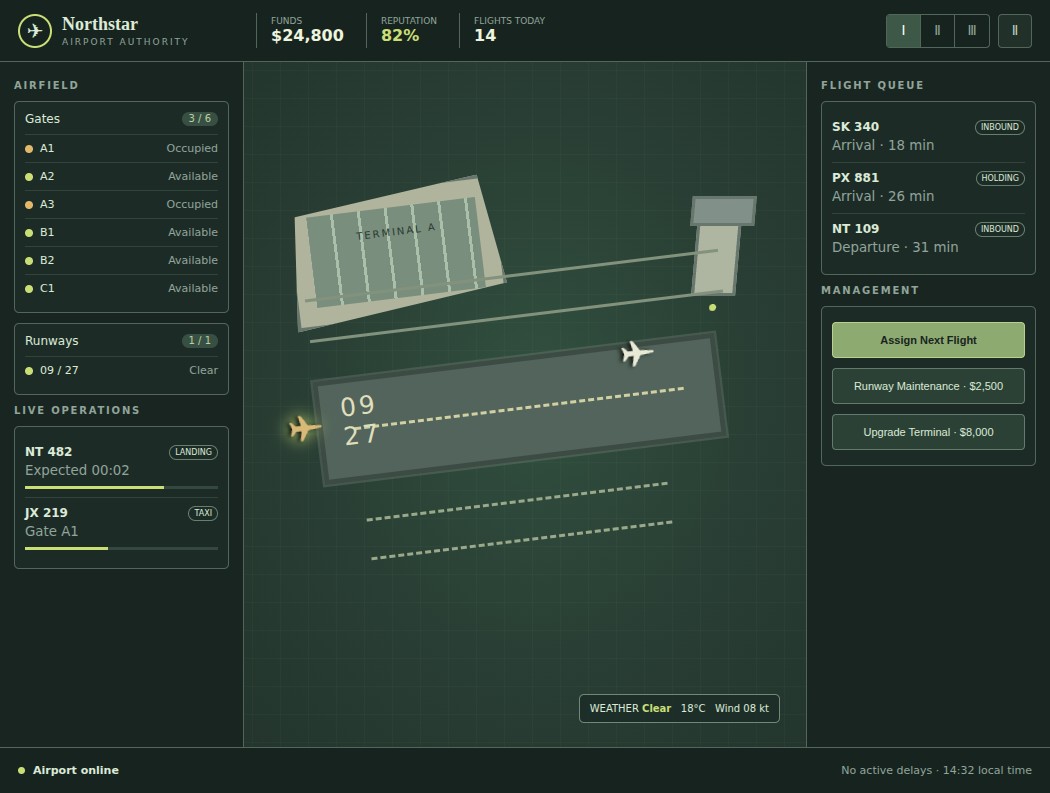 Northstar
AIRPORT AUTHORITY
FUNDS
$24,800
REPUTATION
82%
FLIGHTS TODAY
14
I
II
III
II
AIRFIELD
Gates 3 / 6
A1 Occupied
A2 Available
A3 Occupied
B1 Available
B2 Available
C1 Available
Runways 1 / 1
09 / 27 Clear
LIVE OPERATIONS
NT 482 LANDING
Expected 00:02
JX 219 TAXI
Gate A1
TERMINAL A
09
27
WEATHER Clear 18°C Wind 08 kt
FLIGHT QUEUE
SK 340 INBOUND
Arrival · 18 min
PX 881 HOLDING
Arrival · 26 min
NT 109 INBOUND
Departure · 31 min
MANAGEMENT
Assign Next Flight
Runway Maintenance · $2,500
Upgrade Terminal · $8,000
Airport online
No active delays · 14:32 local time